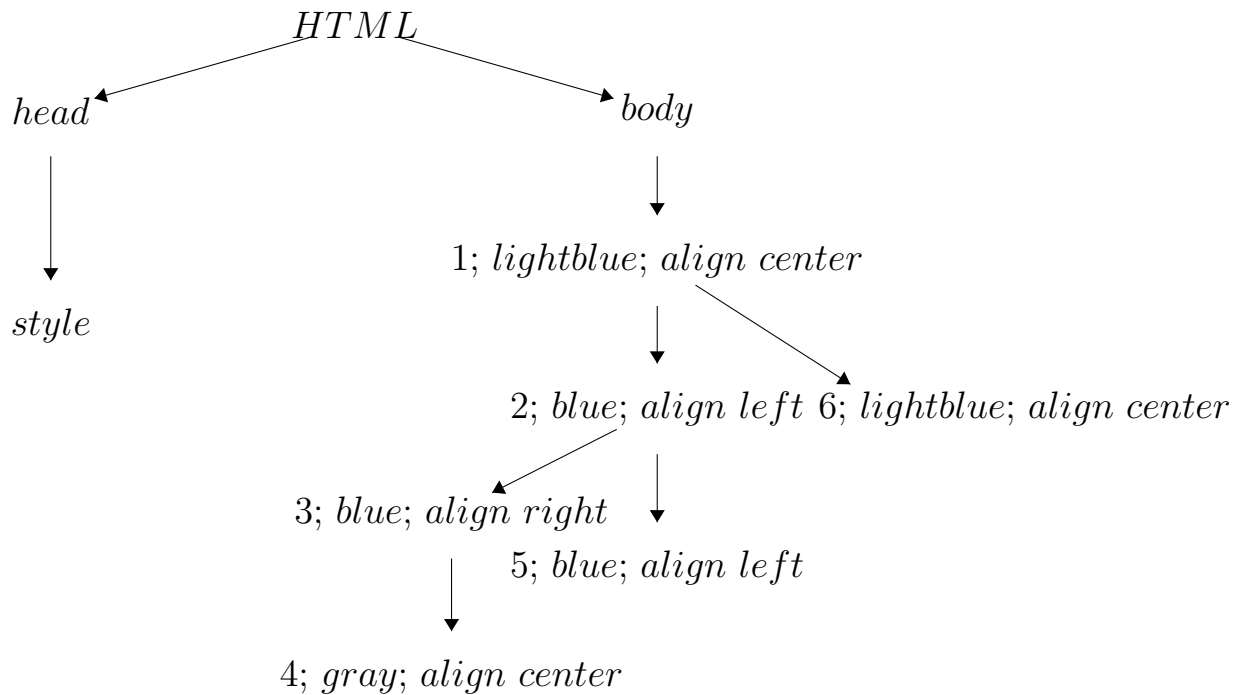 HTML
head
body
1; lightblue; align center
style
2; blue; align left 6; lightblue; align center
3; blue; align right
5; blue; align left
4; gray; align center